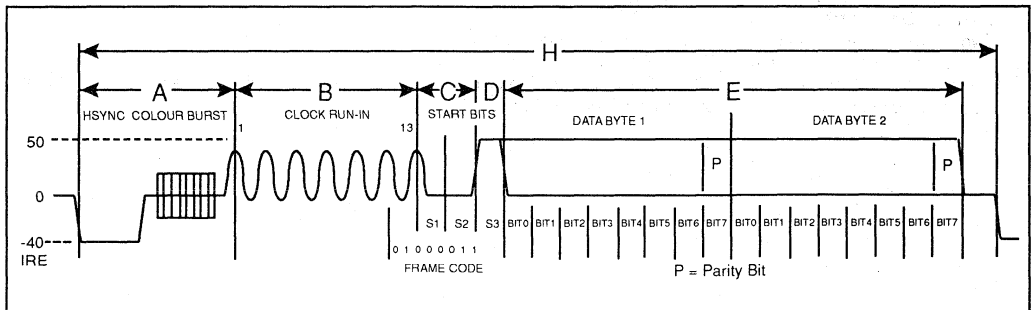 H
A B C D E
HSYNC COLOUR BURST CLOCK RUN-IN START BITS DATA BYTE 1 DATA BYTE 2
1 13
50
P P
0
S1 S2 S3 BIT0 BIT1 BIT2 BIT3 BIT4 BIT5 BIT6 BIT7 BIT0 BIT1 BIT2 BIT3 BIT4 BIT5 BIT6 BIT7
-40
0 1 0 0 0 0 1 1
IRE
FRAME CODE P = Parity Bit